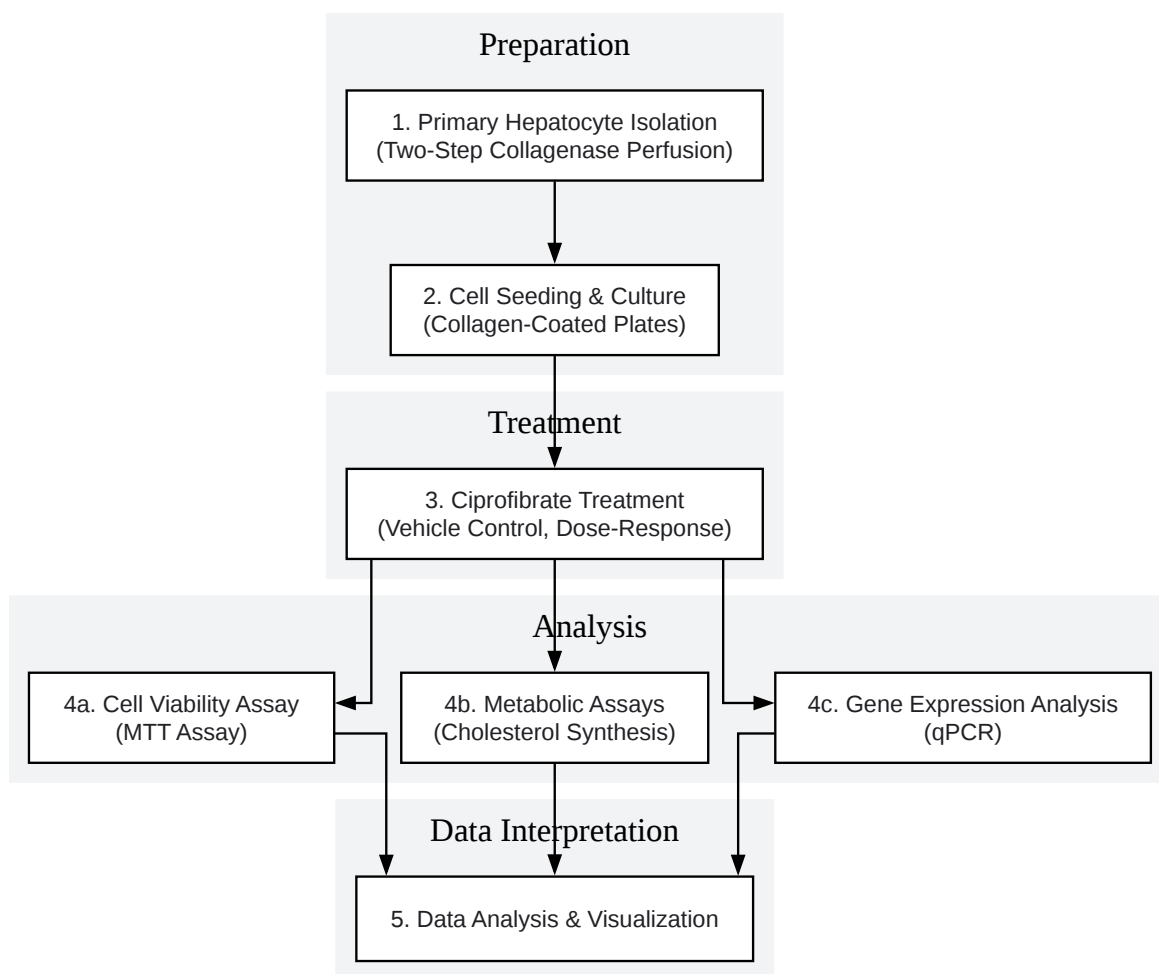 Preparation
1. Primary Hepatocyte Isolation
(Two-Step Collagenase Perfusion)
2. Cell Seeding & Culture
(Collagen-Coated Plates)
Treatment
3. Ciprofibrate Treatment
(Vehicle Control, Dose-Response)
Analysis
4a. Cell Viability Assay
(MTT Assay)
4b. Metabolic Assays
(Cholesterol Synthesis)
4c. Gene Expression Analysis
(qPCR)
Data Interpretation
5. Data Analysis & Visualization